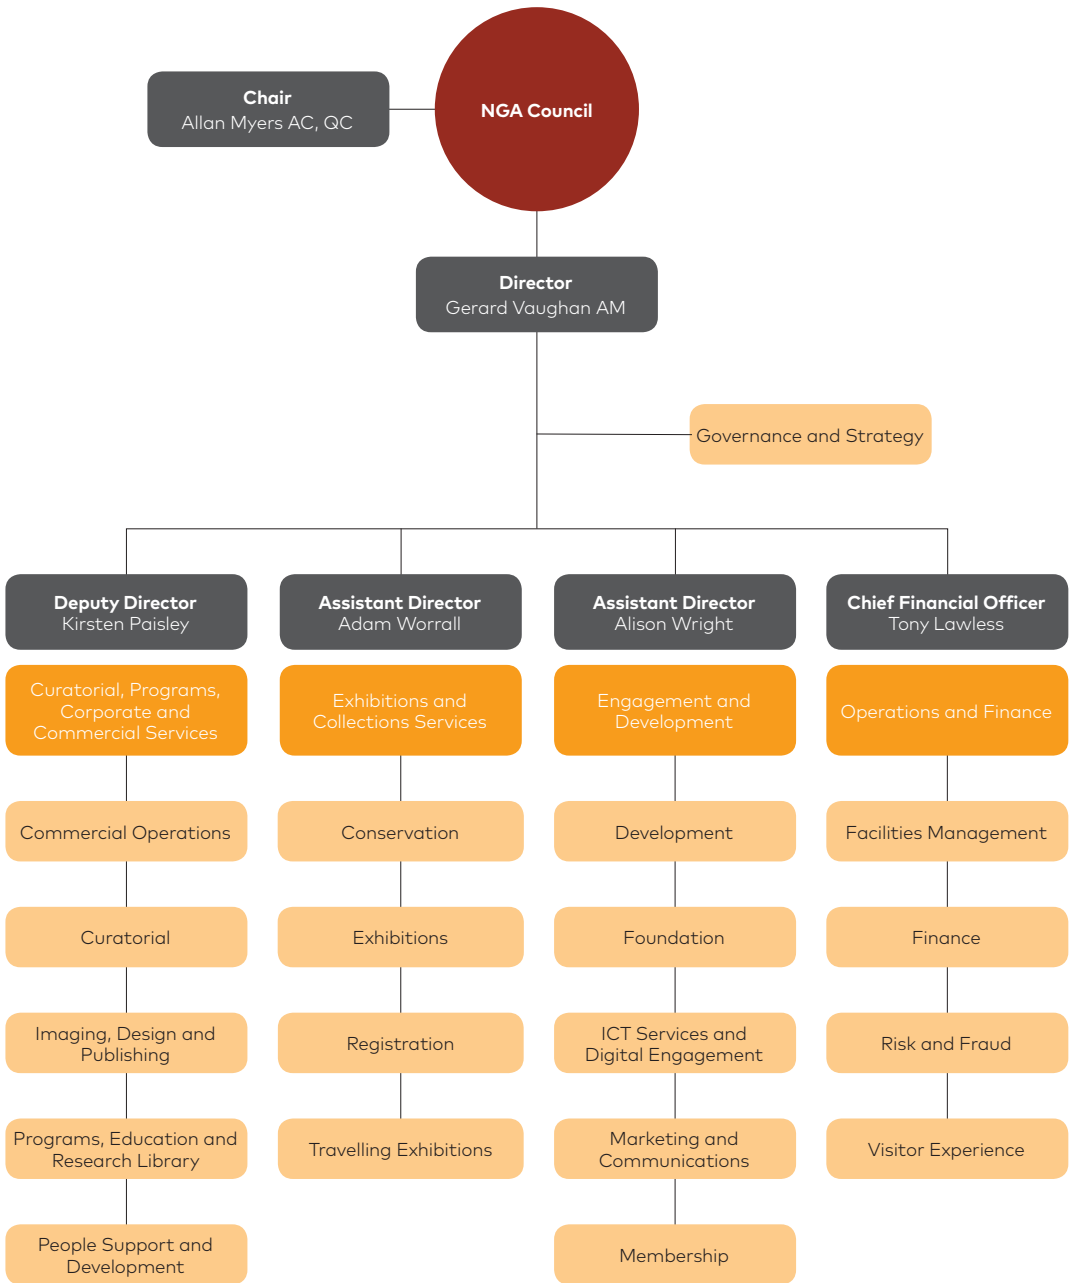 Chair
Allan Myers AC, QC
NGA Council
Director
Gerard Vaughan AM
Governance and Strategy
Deputy Director
Kirsten Paisley
Assistant Director
Adam Worrall
Assistant Director
Alison Wright
Chief Financial Officer
Tony Lawless
Curatorial, Programs,
Corporate and
Commercial Services
Exhibitions and
Collections Services
Engagement and
Development
Operations and Finance
Commercial Operations
Conservation
Development
Facilities Management
Curatorial
Exhibitions
Foundation
Finance
Imaging, Design and
Publishing
Registration
ICT Services and
Digital Engagement
Risk and Fraud
Programs, Education and
Research Library
Travelling Exhibitions
Marketing and
Communications
Visitor Experience
People Support and
Development
Membership